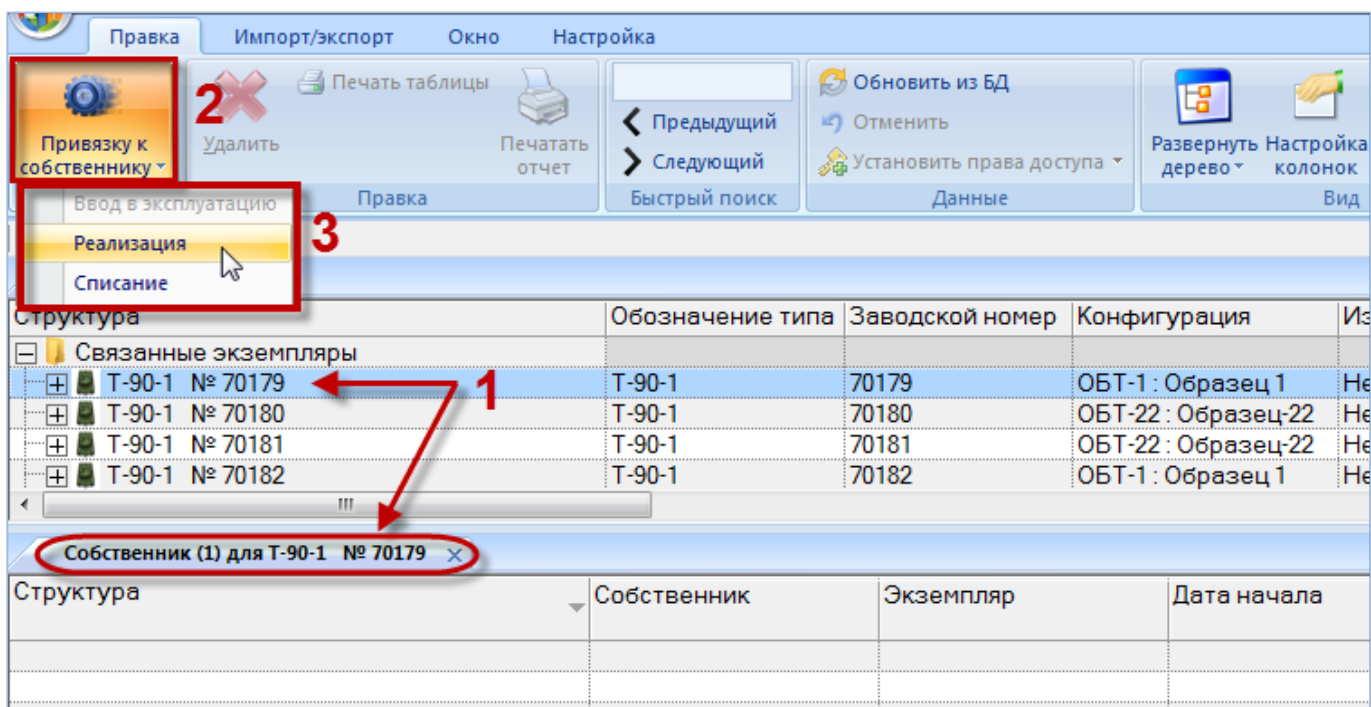 Правка Импорт/экспорт Окно Настройка
Привязку к собственнику
2
Удалить
Печать таблицы
Печатать отчет
Правка
Предыдущий
Следующий
Быстрый поиск
Обновить из БД
Отменить
Установить права доступа
Данные
Развернуть дерево
Настройка колонок
Вид
Ввод в эксплуатацию
Реализация
Списание
3
Структура Обозначение типа Заводской номер Конфигурация Из
Связанные экземпляры
Т-90-1 № 70179 Т-90-1 70179 ОБТ-1 : Образец 1 Не
Т-90-1 № 70180 Т-90-1 70180 ОБТ-22 : Образец-22 Не
Т-90-1 № 70181 Т-90-1 70181 ОБТ-22 : Образец-22 Не
Т-90-1 № 70182 Т-90-1 70182 ОБТ-1 : Образец 1 Не
1
Собственник (1) для Т-90-1 № 70179
Структура Собственник Экземпляр Дата начала